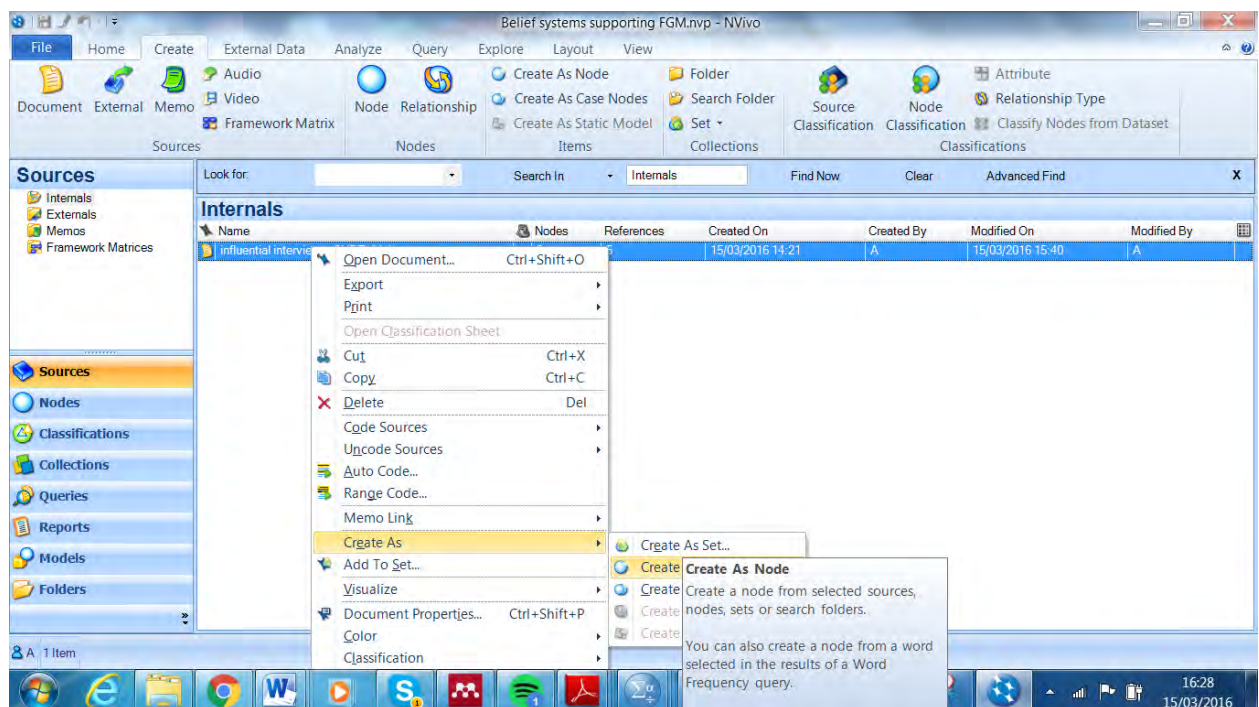 Belief systems supporting FGM.nvp - NVivo
File Home Create External Data Analyze Query Explore Layout View
Document External Memo
Audio
Video
Framework Matrix
Sources
Node Relationship
Nodes
Create As Node
Create As Case Nodes
Create As Static Model
Items
Folder
Search Folder
Set
Collections
Source Classification
Node Classification
Attribute
Relationship Type
Classify Nodes from Dataset
Classifications
Sources
Internals
Externals
Memos
Framework Matrices
Look for: Search In Internals Find Now Clear Advanced Find X
Internals
Name Nodes References Created On Created By Modified On Modified By
influential 15/03/2016 14:21 A 15/03/2016 15:40 A
Open Document... Ctrl+Shift+O
Export
Print
Open Classification Sheet
Cut Ctrl+X
Copy Ctrl+C
Delete Del
Code Sources
Uncode Sources
Auto Code...
Range Code...
Memo Link
Create As
Add To Set...
Visualize
Document Properties... Ctrl+Shift+P
Color
Classification
Create As Set...
Create
Create
Create
Create
Create As Node
Create a node from selected sources,
nodes, sets or search folders.
You can also create a node from a word
selected in the results of a Word
Frequency query.
Sources
Nodes
Classifications
Collections
Queries
Reports
Models
Folders
A 1 Item
16:28
15/03/2016